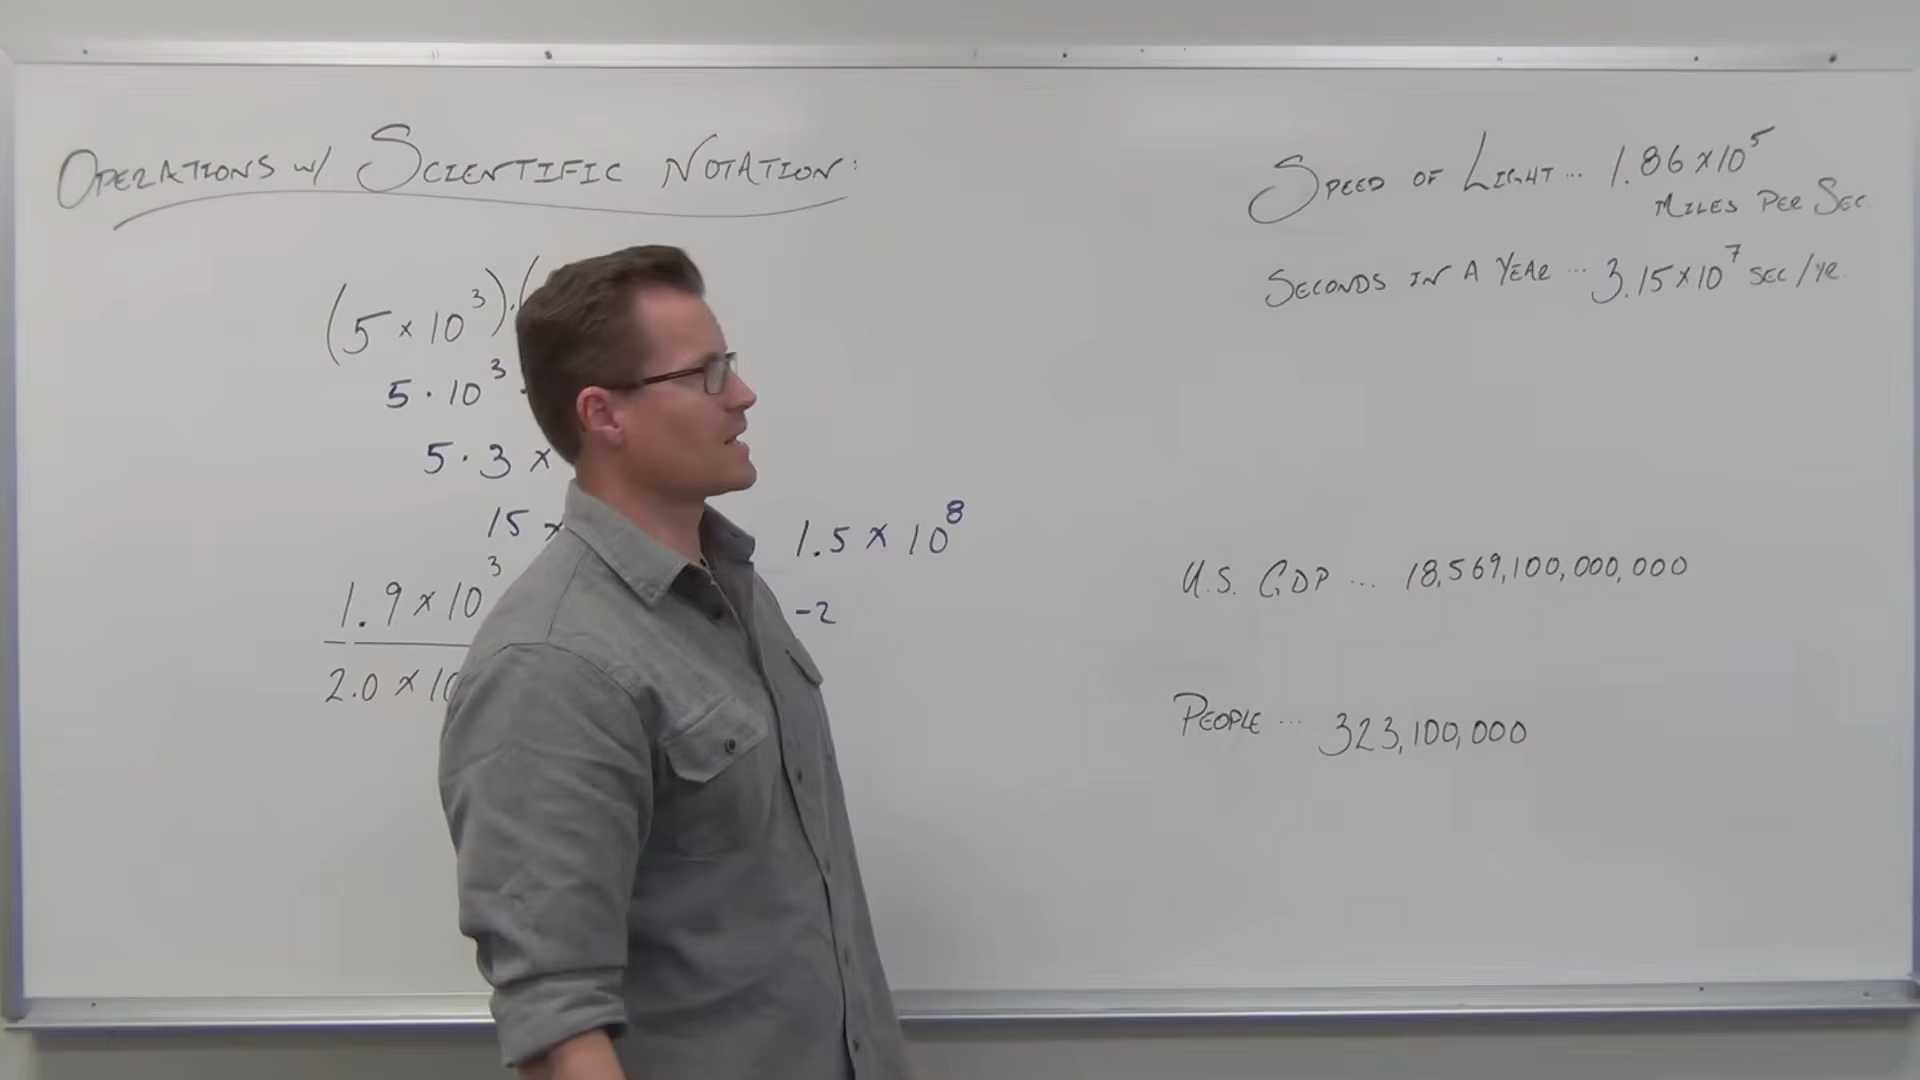 OPERATIONS W/ SCIENTIFIC NOTATION:
(5 × 10³)·(
5 · 10³ ·
5 · 3 ×
15 ×
1.5 × 10⁸
1.9 × 10³
-2
2.0 × 10
SPEED OF LIGHT ... 1.86 × 10⁵
MILES PER SEC.
SECONDS IN A YEAR ... 3.15 × 10⁷ SEC/YR.
U.S. GDP ... 18,569,100,000,000
PEOPLE ... 323,100,000